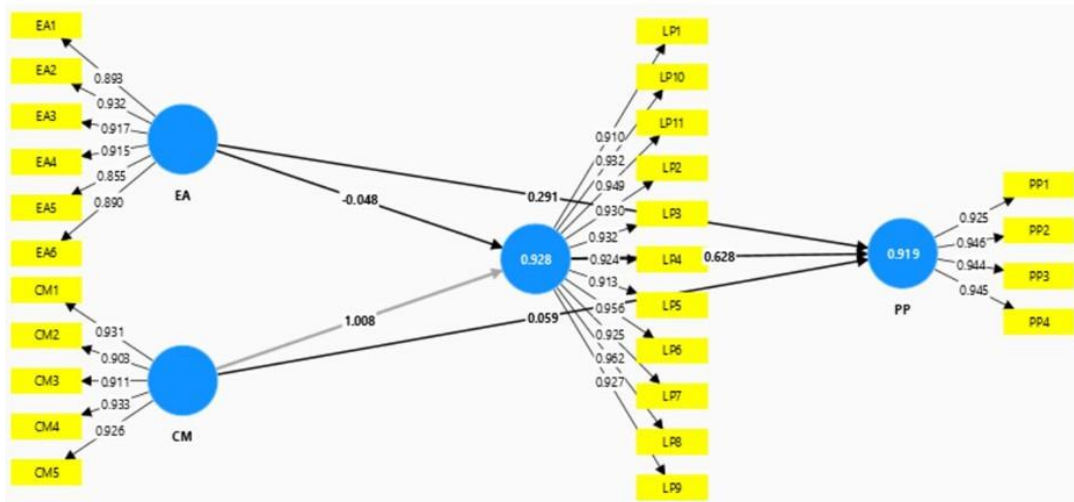 EA1
EA2
EA3
EA4
EA5
EA6
0.893
0.932
0.917
0.915
0.855
0.890
EA
CM1
CM2
CM3
CM4
CM5
0.931
0.903
0.911
0.933
0.926
CM
-0.048
0.291
1.008
0.059
0.928
LP1
LP10
LP11
LP2
LP3
LP4
LP5
LP6
LP7
LP8
LP9
0.910
0.932
0.949
0.930
0.932
0.924
0.913
0.956
0.925
0.962
0.927
0.628
0.919
PP
0.925
0.946
0.944
0.945
PP1
PP2
PP3
PP4